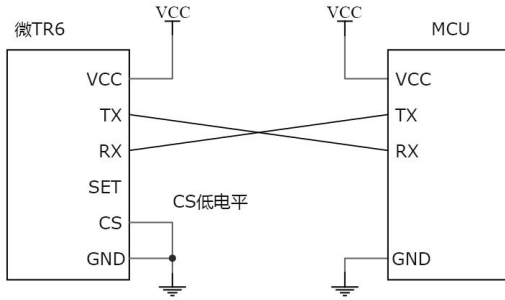 VCC
VCC
微TR6
MCU
VCC
VCC
TX
TX
RX
RX
SET
CS低电平
CS
GND
GND